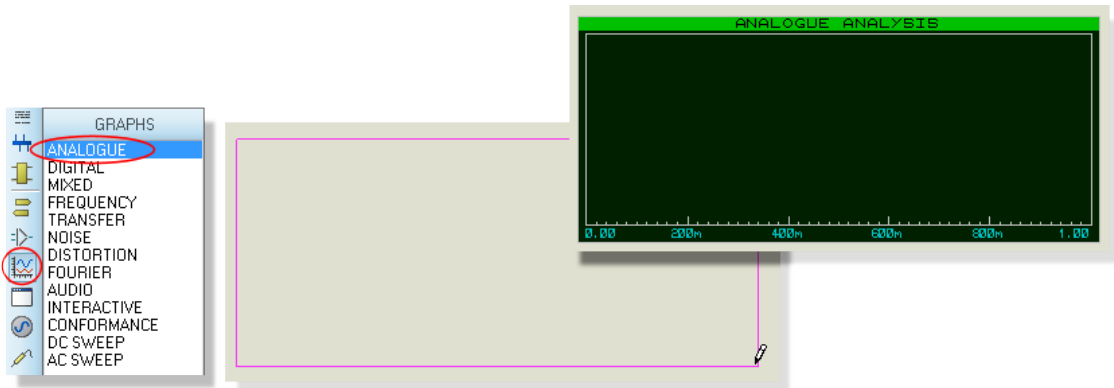 ANALOGUE ANALYSIS
0.00 200m 400m 600m 800m 1.00
GRAPHS
ANALOGUE
DIGITAL
MIXED
FREQUENCY
TRANSFER
NOISE
DISTORTION
FOURIER
AUDIO
INTERACTIVE
CONFORMANCE
DC SWEEP
AC SWEEP